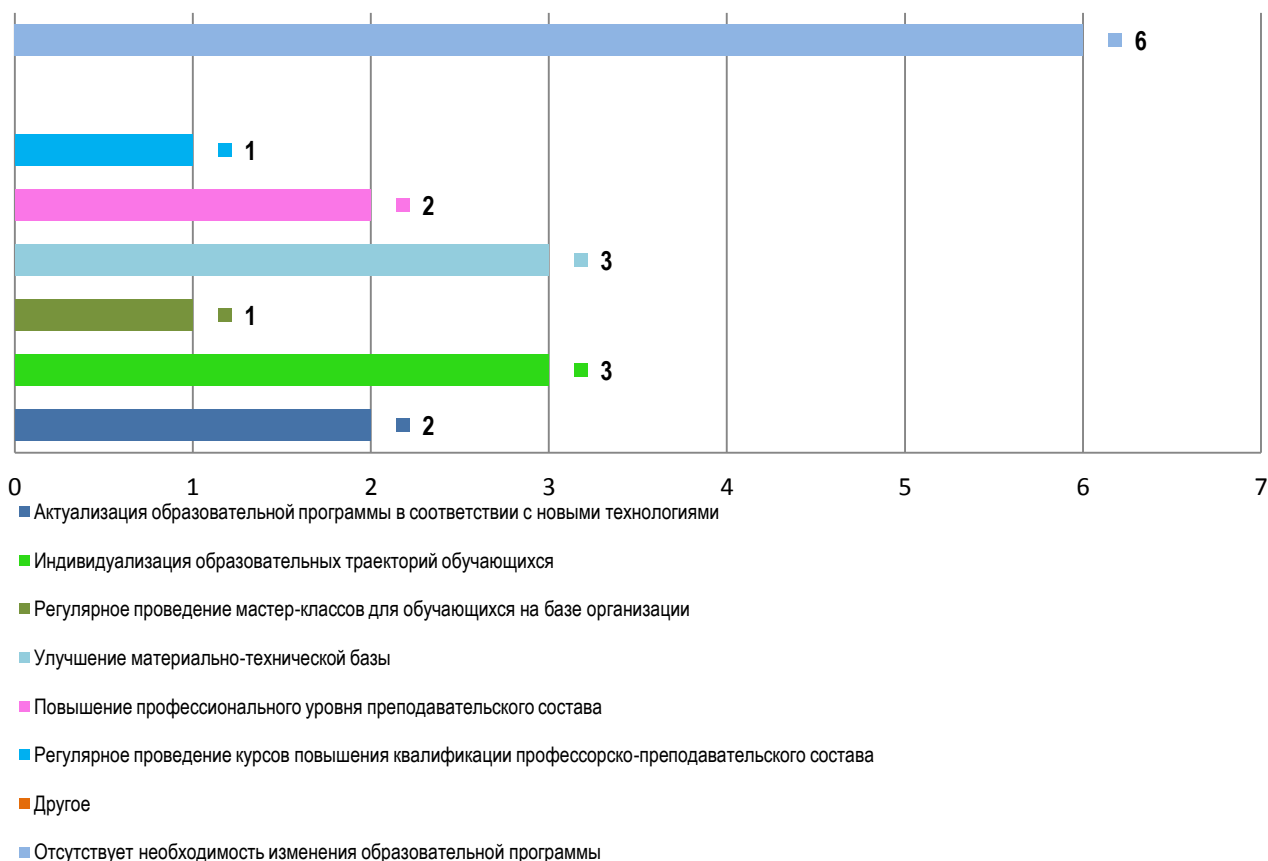 6
1
2
3
1
3
2
0 1 2 3 4 5 6 7
Актуализация образовательной программы в соответствии с новыми технологиями
Индивидуализация образовательных траекторий обучающихся
Регулярное проведение мастер-классов для обучающихся на базе организации
Улучшение материально-технической базы
Повышение профессионального уровня преподавательского состава
Регулярное проведение курсов повышения квалификации профессорско-преподавательского состава
Другое
Отсутствует необходимость изменения образовательной программы